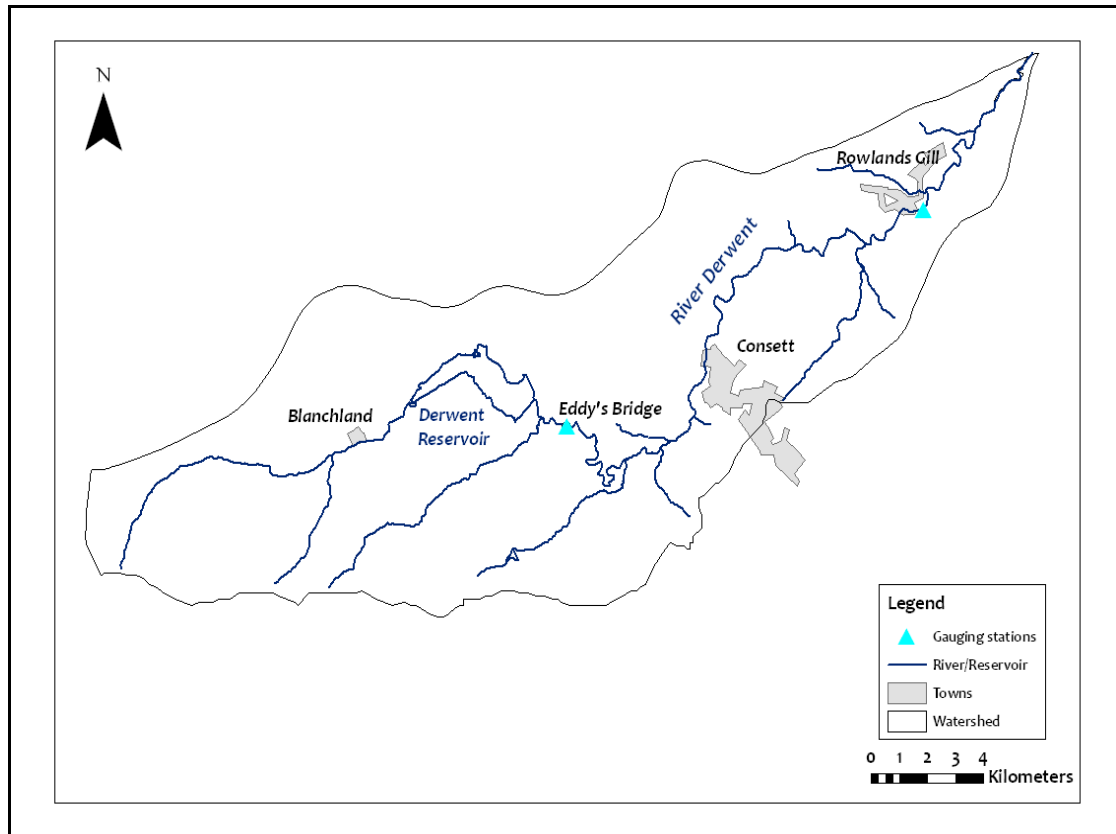 N
Rowlands Gill
River Derwent
Consett
Blanchland
Derwent
Reservoir
Eddy's Bridge
Legend
Gauging stations
River/Reservoir
Towns
Watershed
0 1 2 3 4
Kilometers